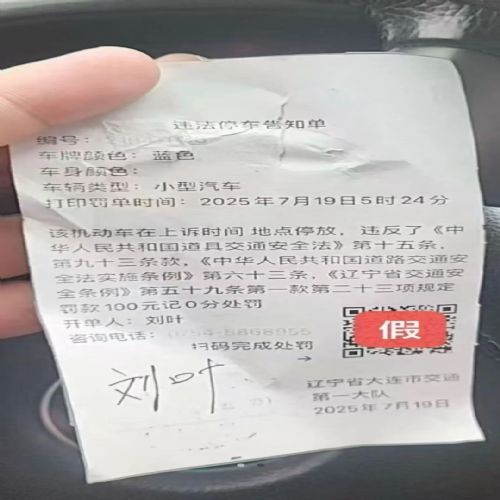 违法停车告知单
编号：
车牌颜色：蓝色
车身颜色：
车辆类型：小型汽车
打印罚单时间：2025年7月19日5时24分
该机动车在上诉时间 地点停放，违反了《中
华人民共和国道具交通安全法》第十五条，
第九十三条款，《中华人民共和国道路交通安
全法实施条例》第六十三条，《辽宁省交通安
全条例》第五十九条第一款第二十三项规定
罚款100元记0分处罚
开单人：刘叶
咨询电话：0254-8868955
扫码完成处罚
→
假
刘叶
辽宁省大连市交通
第一大队
2025年7月19日